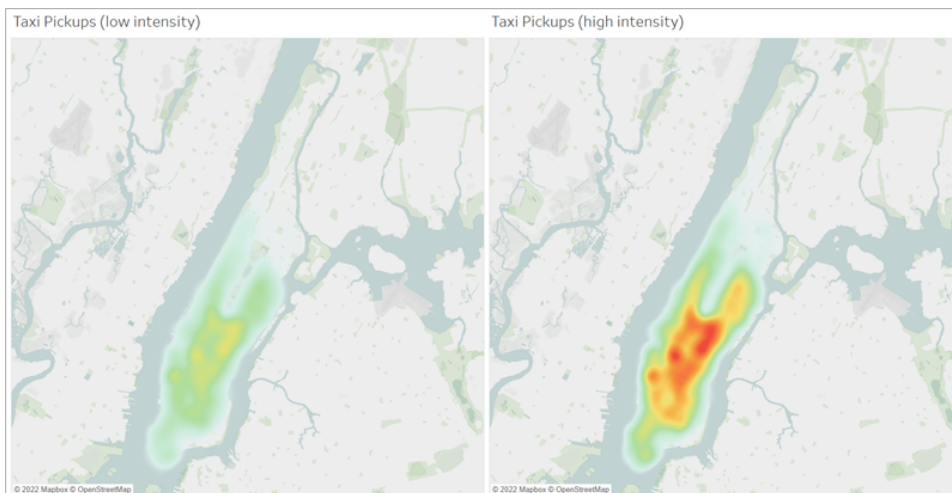 Taxi Pickups (low intensity)
Taxi Pickups (high intensity)
© 2022 Mapbox © OpenStreetMap
© 2022 Mapbox © OpenStreetMap